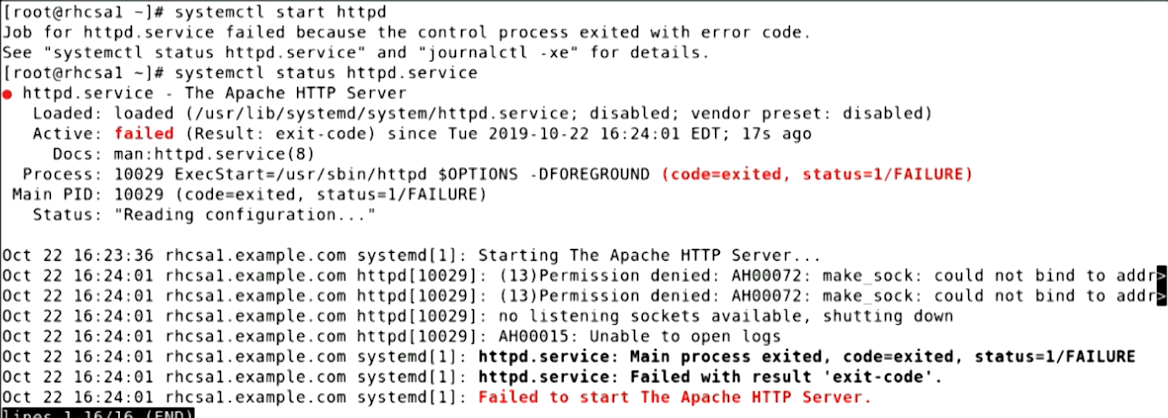 [root@rhcsa1 ~]# systemctl start httpd
Job for httpd.service failed because the control process exited with error code.
See "systemctl status httpd.service" and "journalctl -xe" for details.
[root@rhcsa1 ~]# systemctl status httpd.service
● httpd.service - The Apache HTTP Server
   Loaded: loaded (/usr/lib/systemd/system/httpd.service; disabled; vendor preset: disabled)
   Active: failed (Result: exit-code) since Tue 2019-10-22 16:24:01 EDT; 17s ago
     Docs: man:httpd.service(8)
  Process: 10029 ExecStart=/usr/sbin/httpd $OPTIONS -DFOREGROUND (code=exited, status=1/FAILURE)
 Main PID: 10029 (code=exited, status=1/FAILURE)
   Status: "Reading configuration..."

Oct 22 16:23:36 rhcsa1.example.com systemd[1]: Starting The Apache HTTP Server...
Oct 22 16:24:01 rhcsa1.example.com httpd[10029]: (13)Permission denied: AH00072: make_sock: could not bind to addr>
Oct 22 16:24:01 rhcsa1.example.com httpd[10029]: (13)Permission denied: AH00072: make_sock: could not bind to addr>
Oct 22 16:24:01 rhcsa1.example.com httpd[10029]: no listening sockets available, shutting down
Oct 22 16:24:01 rhcsa1.example.com httpd[10029]: AH00015: Unable to open logs
Oct 22 16:24:01 rhcsa1.example.com systemd[1]: httpd.service: Main process exited, code=exited, status=1/FAILURE
Oct 22 16:24:01 rhcsa1.example.com systemd[1]: httpd.service: Failed with result 'exit-code'.
Oct 22 16:24:01 rhcsa1.example.com systemd[1]: Failed to start The Apache HTTP Server.
lines 1-16/16 (END)